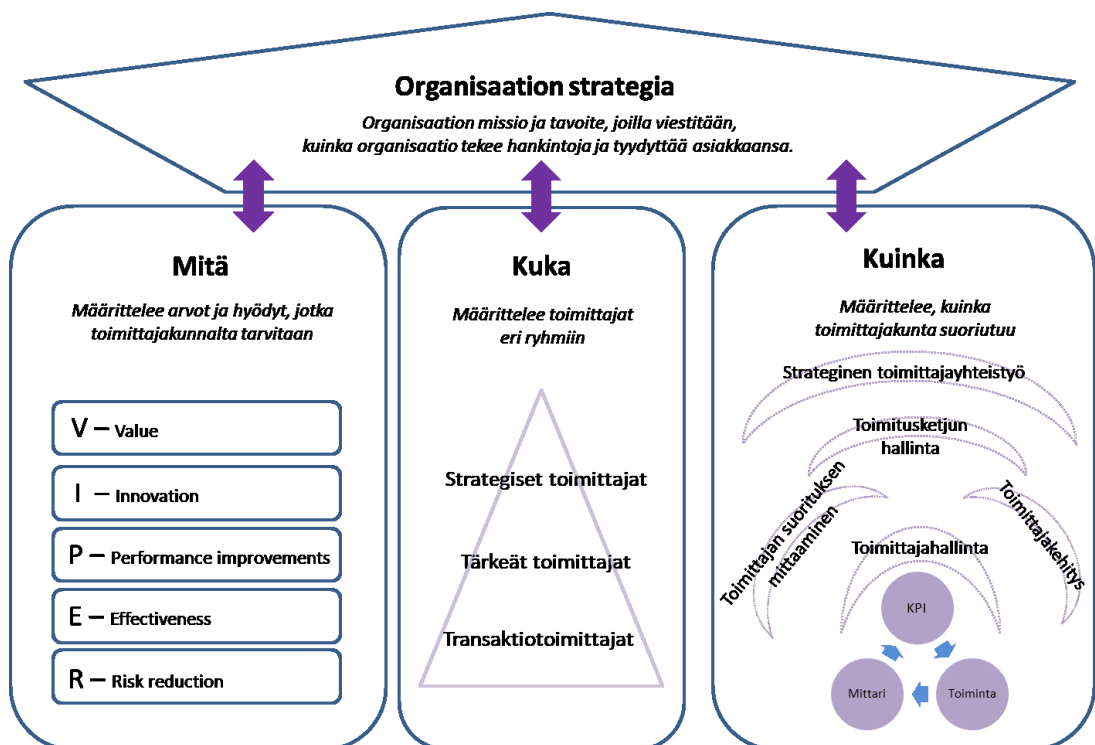 Organisaation strategia
Organisaation missio ja tavoite, joilla viestitään,
kuinka organisaatio tekee hankintoja ja tyydyttää asiakkaansa.
Mitä
Määrittelee arvot ja hyödyt, jotka
toimittajakunnalta tarvitaan
V – Value
I – Innovation
P – Performance improvements
E – Effectiveness
R – Risk reduction
Kuka
Määrittelee toimittajat
eri ryhmiin
Strategiset toimittajat
Tärkeät toimittajat
Transaktiotoimittajat
Kuinka
Määrittelee, kuinka
toimittajakunta suoriutuu
Strateginen toimittajayhteistyö
Toimitusketjun
hallinta
Toimittajan suorituksen
mittaaminen
Toimittajakehitys
Toimittajahallinta
KPI
Mittari
Toiminta